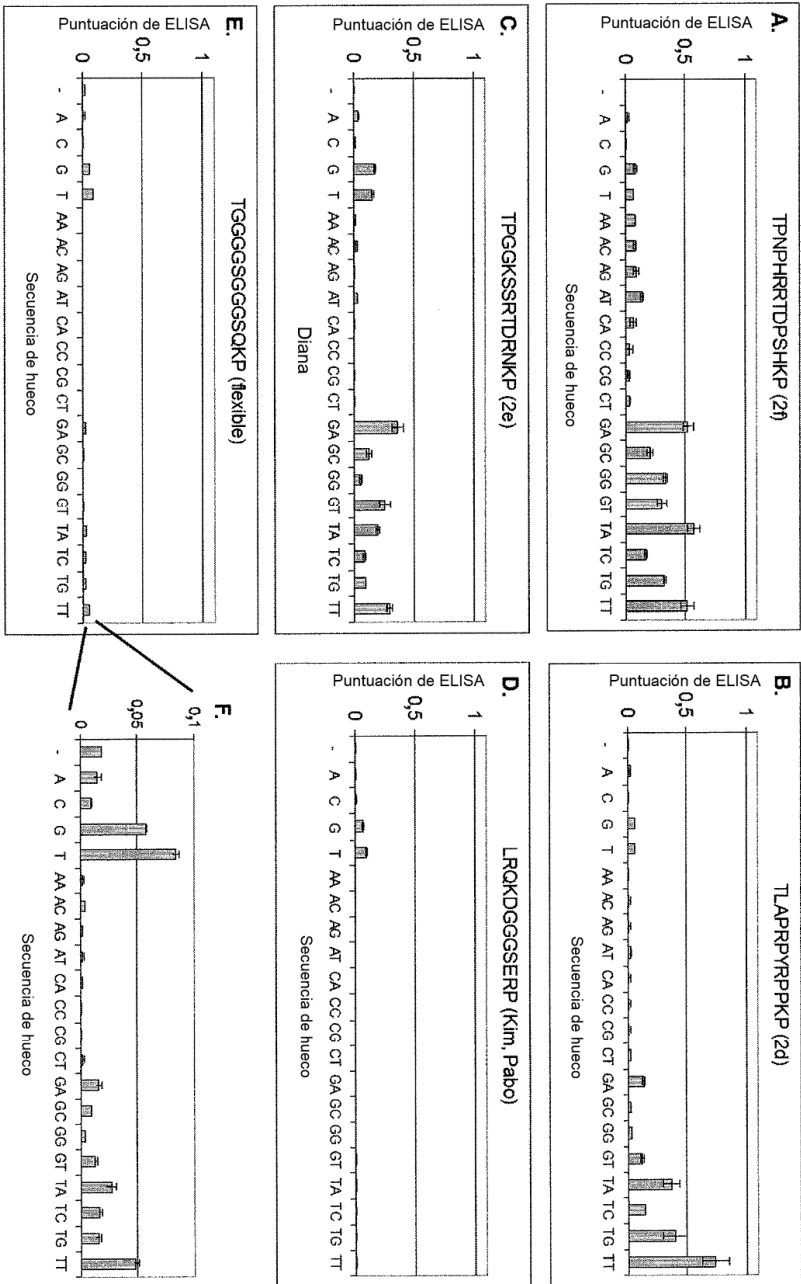 A.
TPNPHRRTDPSHKP (2f)
Puntuación de ELISA
1
0,5
0
- A C G T AA AC AG AT CA CC CG CT GA GC GG GT TA TC TG TT
Secuencia de hueco
B.
TLAPRPYRPPKP (2d)
Puntuación de ELISA
1
0,5
0
- A C G T AA AC AG AT CA CC CG CT GA GC GG GT TA TC TG TT
Secuencia de hueco
C.
TPGGKSSRTDRNKP (2e)
Puntuación de ELISA
1
0,5
0
- A C G T AA AC AG AT CA CC CG CT GA GC GG GT TA TC TG TT
Diana
D.
LRQKDGGGSERP (Kim, Pabo)
Puntuación de ELISA
1
0,5
0
- A C G T AA AC AG AT CA CC CG CT GA GC GG GT TA TC TG TT
Secuencia de hueco
E.
TGGGGSGGGSQKP (flexible)
Puntuación de ELISA
1
0,5
0
- A C G T AA AC AG AT CA CC CG CT GA GC GG GT TA TC TG TT
Secuencia de hueco
F.
0,1
0,05
0
- A C G T AA AC AG AT CA CC CG CT GA GC GG GT TA TC TG TT
Secuencia de hueco